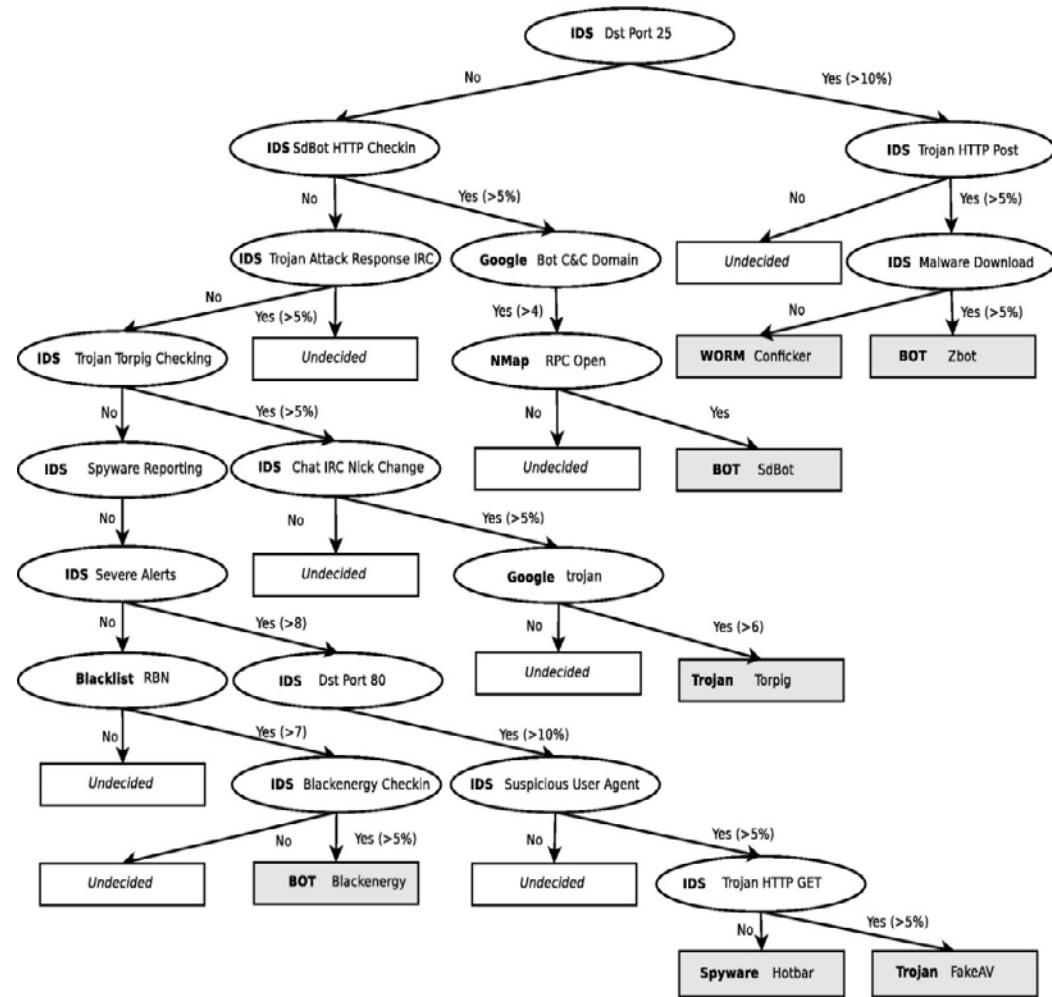 IDS Dst Port 25
No
Yes (>10%)
IDS SdBot HTTP Checkin
IDS Trojan HTTP Post
No
Yes (>5%)
No
Yes (>5%)
IDS Trojan Attack Response IRC
Google Bot C&C Domain
Undecided
IDS Malware Download
No
Yes (>5%)
Yes (>4)
No
Yes (>5%)
IDS Trojan Torpig Checking
Undecided
NMap RPC Open
WORM Conficker
BOT Zbot
No
Yes (>5%)
No
Yes
IDS Spyware Reporting
IDS Chat IRC Nick Change
Undecided
BOT SdBot
No
No
Yes (>5%)
IDS Severe Alerts
Undecided
Google trojan
No
Yes (>8)
No
Yes (>6)
Blacklist RBN
IDS Dst Port 80
Undecided
Trojan Torpig
No
Yes (>7)
Yes (>10%)
Undecided
IDS Blackenergy Checkin
IDS Suspicious User Agent
No
Yes (>5%)
No
Yes (>5%)
Undecided
BOT Blackenergy
Undecided
IDS Trojan HTTP GET
No
Yes (>5%)
Spyware Hotbar
Trojan FakeAV